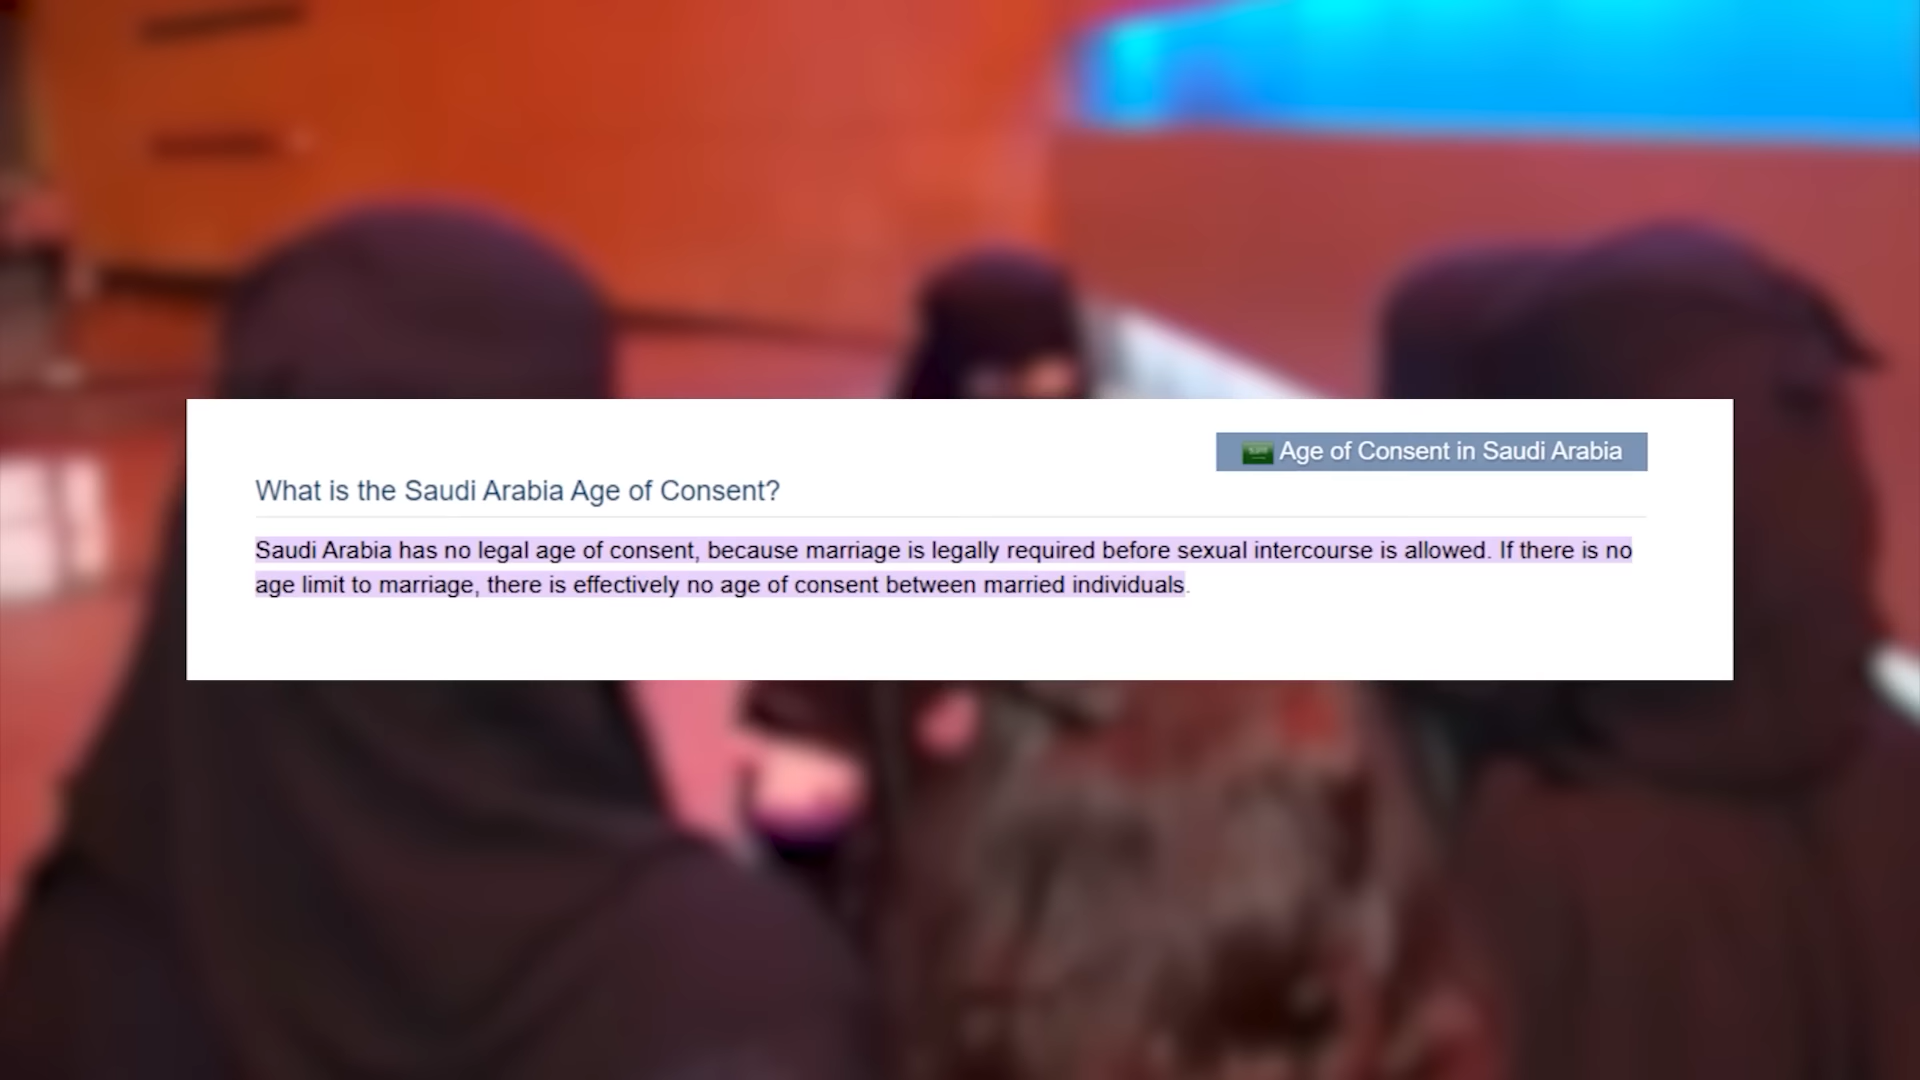 Age of Consent in Saudi Arabia
What is the Saudi Arabia Age of Consent?
Saudi Arabia has no legal age of consent, because marriage is legally required before sexual intercourse is allowed. If there is no
age limit to marriage, there is effectively no age of consent between married individuals.